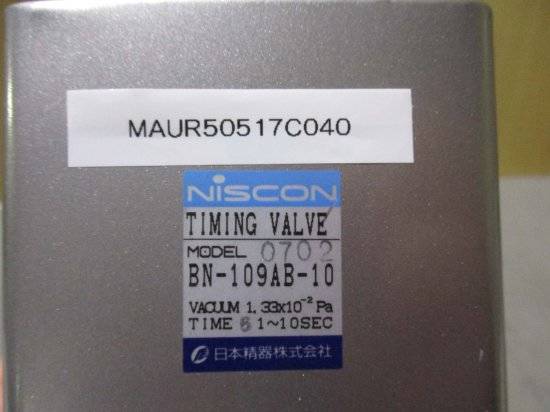 MAUR50517C040
NiSCON
TIMING VALVE
MODEL 0702
BN-109AB-10
VACUUM 1.33x10⁻² Pa
TIME 6 1~10SEC
日本精器株式会社